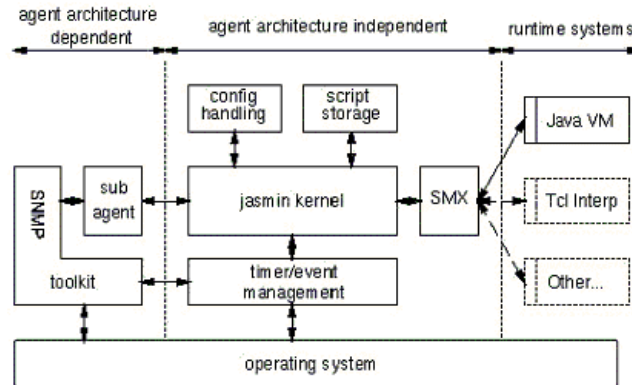 agent architecture
dependent
agent architecture independent
runtime systems
config
handling
script
storage
Java VM
SNMP
sub
agent
jasmin kernel
SMX
Tcl Interp
toolkit
timer/event
management
Other...
operating system